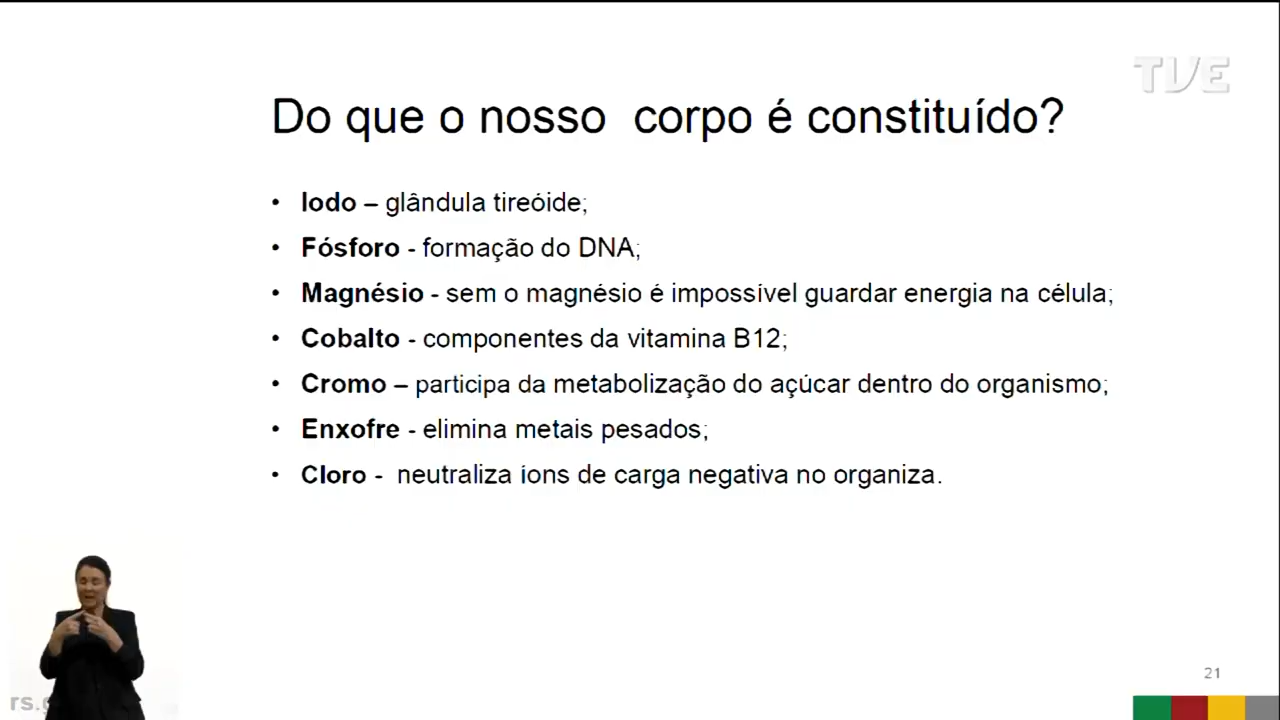 TVE
Do que o nosso corpo é constituído?
• Iodo – glândula tireóide;
• Fósforo - formação do DNA;
• Magnésio - sem o magnésio é impossível guardar energia na célula;
• Cobalto - componentes da vitamina B12;
• Cromo – participa da metabolização do açúcar dentro do organismo;
• Enxofre - elimina metais pesados;
• Cloro - neutraliza íons de carga negativa no organiza.
21
rs.